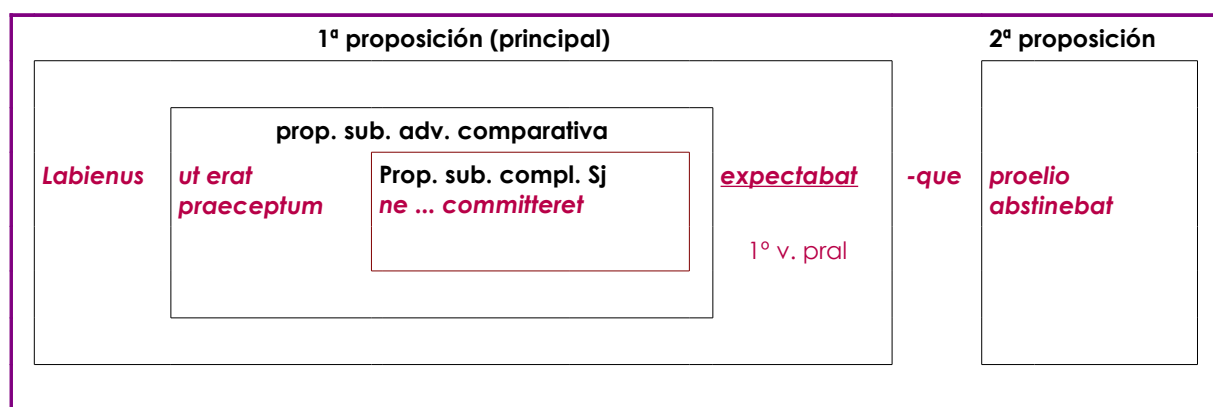 1ª proposición (principal)
2ª proposición
prop. sub. adv. comparativa
Labienus
ut erat
praeceptum
Prop. sub. compl. Sj
ne ... committeret
expectabat
1º v. pral
-que
proelio
abstinebat